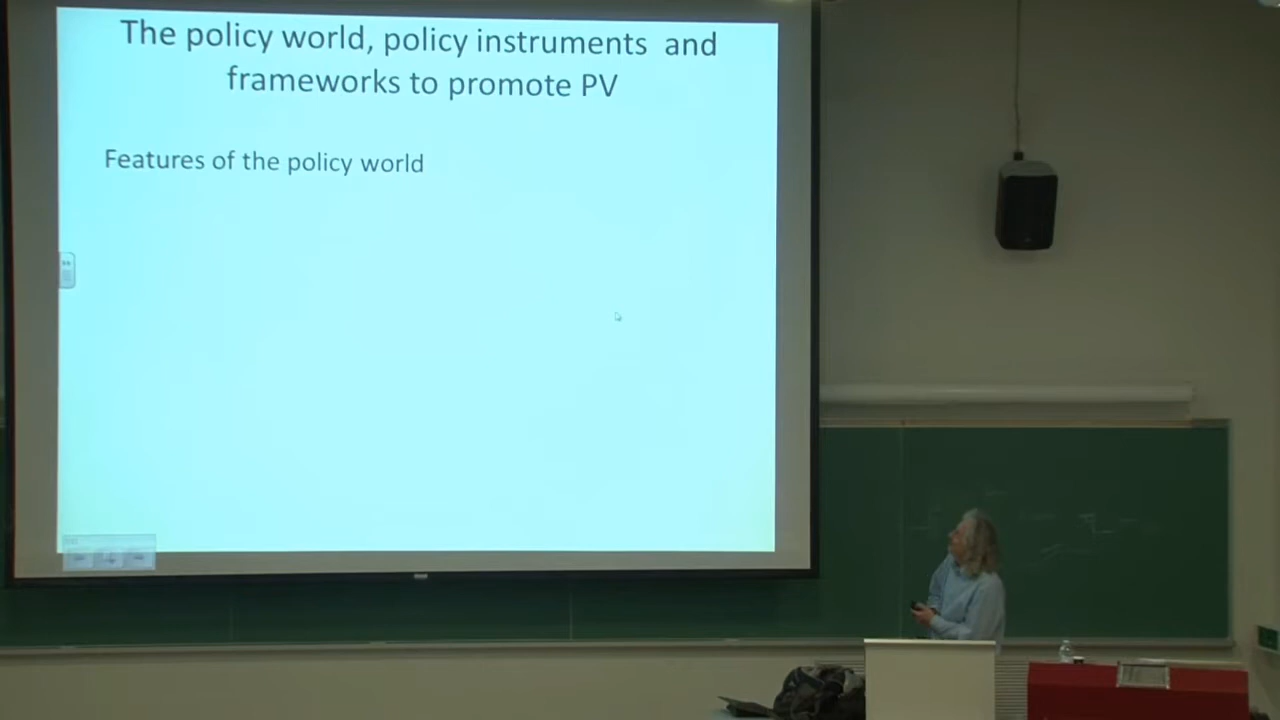 The policy world, policy instruments and
frameworks to promote PV
Features of the policy world